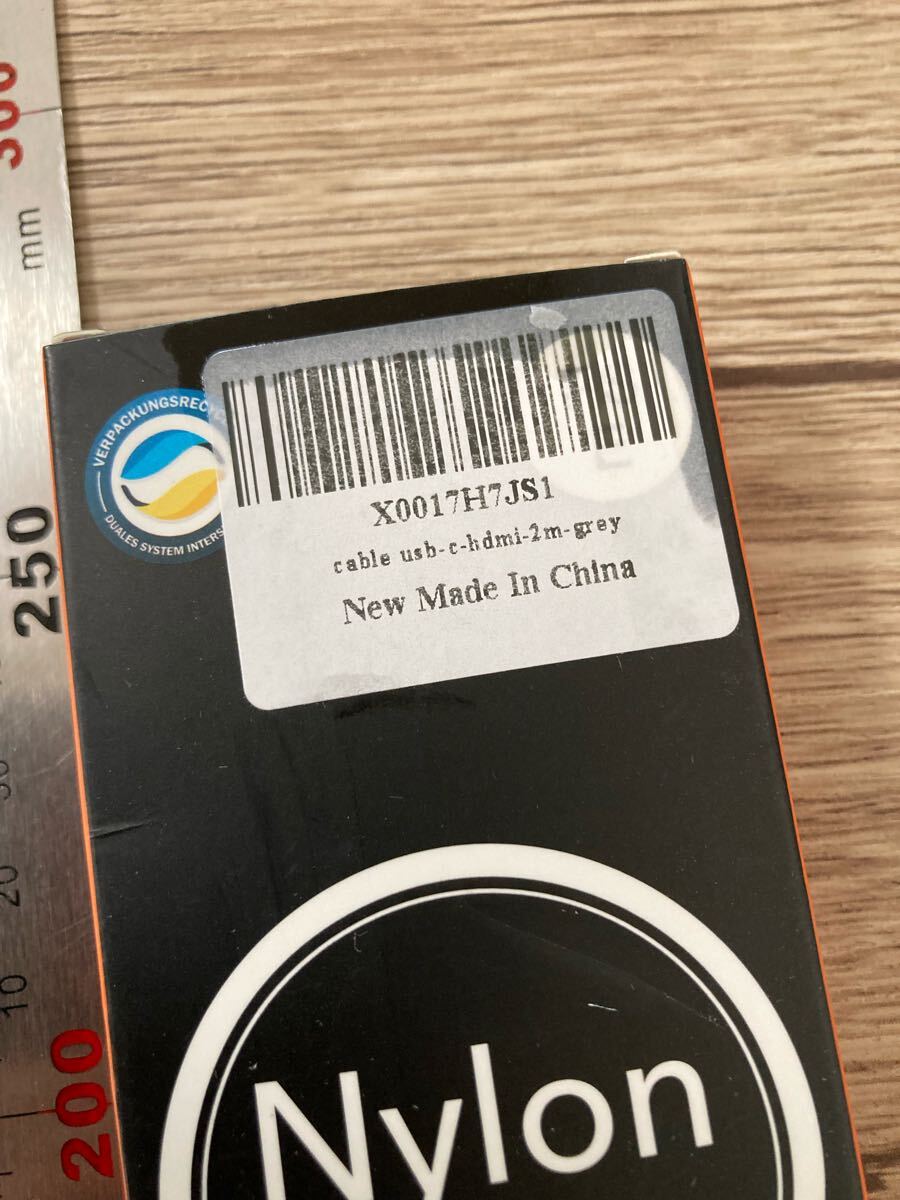 300
mm
VERPACKUNGSREC
DUALES SYSTEM INTERS
X0017H7JS1
cable usb-c-hdmi-2m-grey
New Made In China
250
20
10
200
Nylon